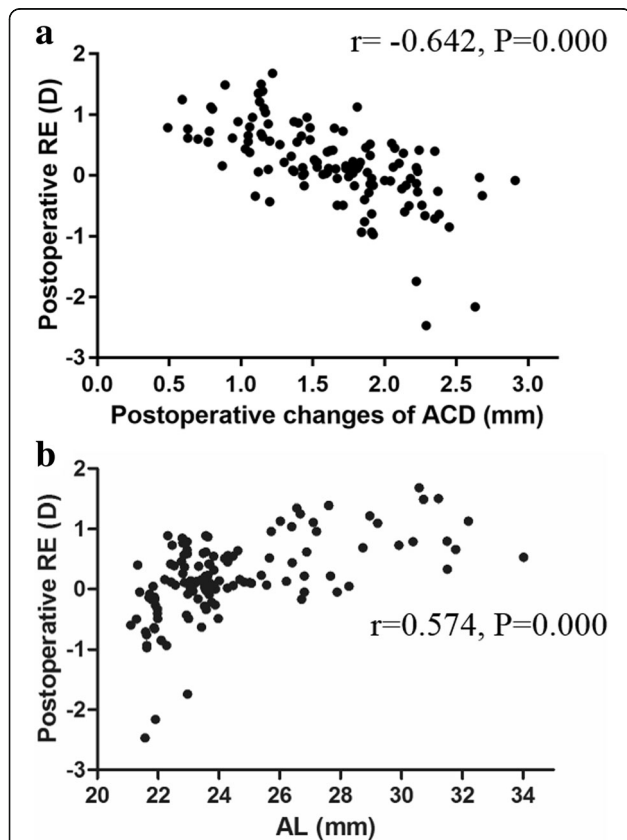 a
r= -0.642, P=0.000
Postoperative RE (D)
2
1
0
-1
-2
-3
0.0 0.5 1.0 1.5 2.0 2.5 3.0
Postoperative changes of ACD (mm)
b
r=0.574, P=0.000
Postoperative RE (D)
2
1
0
-1
-2
-3
20 22 24 26 28 30 32 34
AL (mm)